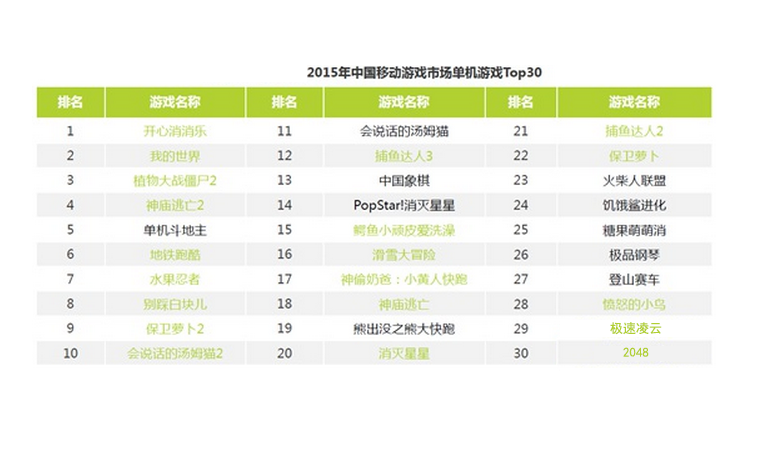 2015年中国移动游戏市场单机游戏Top30
排名 游戏名称 排名 游戏名称 排名 游戏名称
1 开心消消乐 11 会说话的汤姆猫 21 捕鱼达人2
2 我的世界 12 捕鱼达人3 22 保卫萝卜
3 植物大战僵尸2 13 中国象棋 23 火柴人联盟
4 神庙逃亡2 14 PopStar!消灭星星 24 饥饿鲨进化
5 单机斗地主 15 鳄鱼小顽皮爱洗澡 25 糖果萌萌消
6 地铁跑酷 16 滑雪大冒险 26 极品钢琴
7 水果忍者 17 神偷奶爸：小黄人快跑 27 登山赛车
8 别踩白块儿 18 神庙逃亡 28 愤怒的小鸟
9 保卫萝卜2 19 熊出没之熊大快跑 29 极速凌云
10 会说话的汤姆猫2 20 消灭星星 30 2048